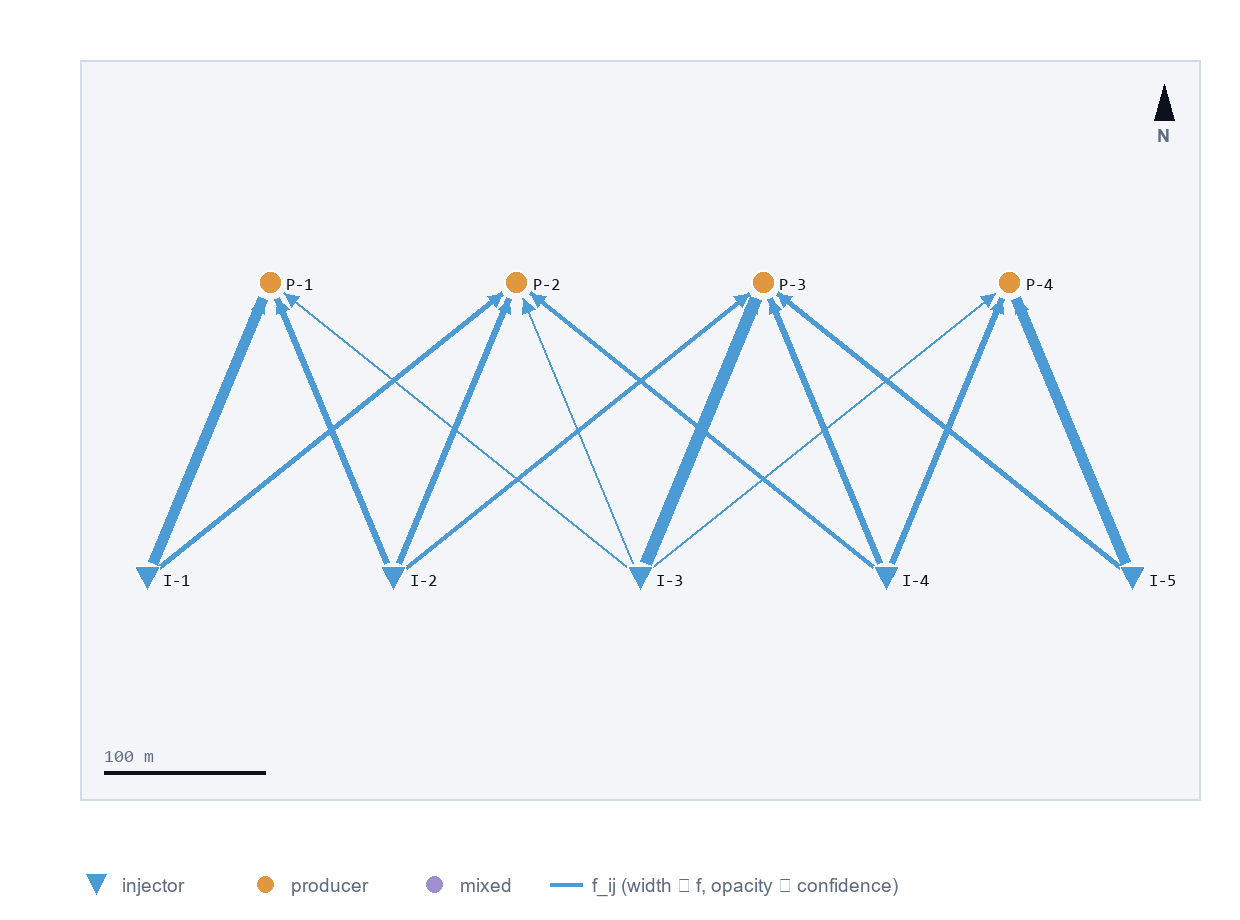 N
P-1
P-2
P-3
P-4
I-1
I-2
I-3
I-4
I-5
100 m
injector
producer
mixed
f_ij (width □ f, opacity □ confidence)